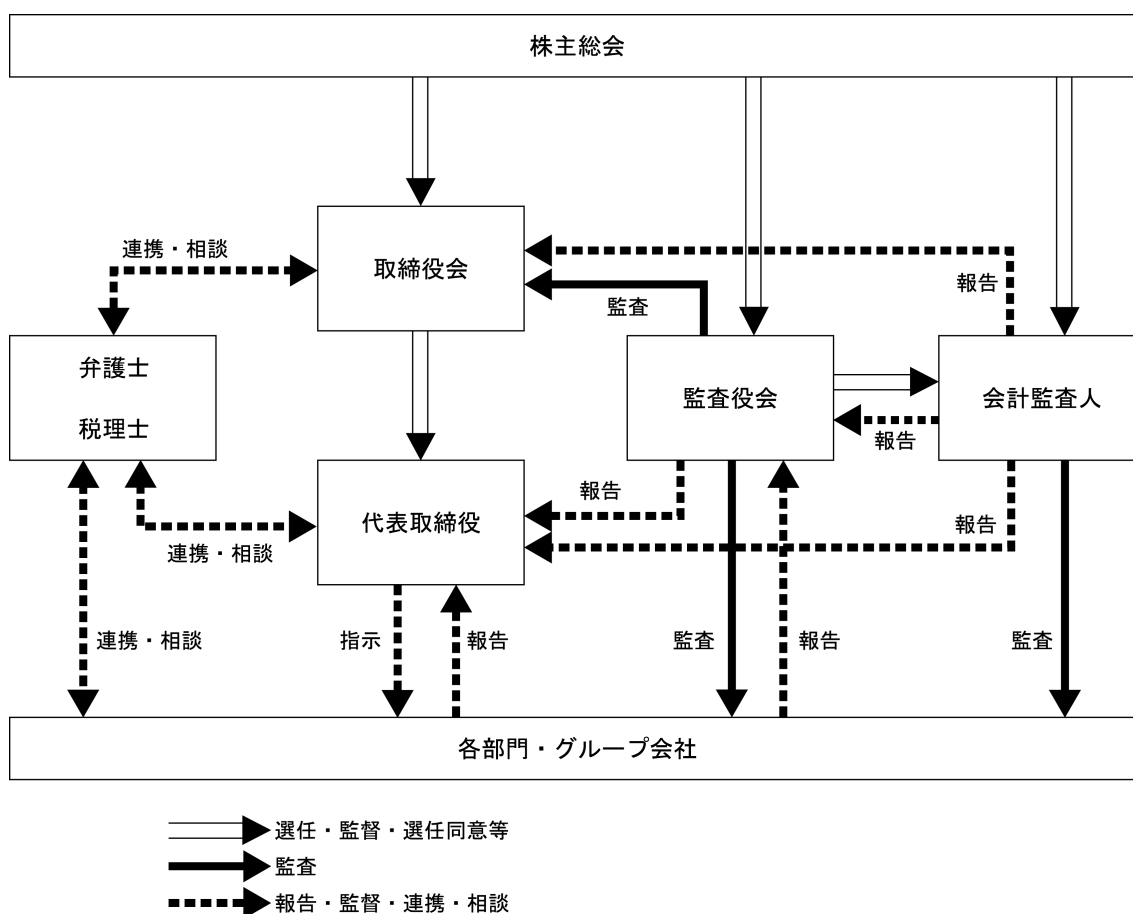 株主総会
連携・相談
取締役会
報告
監査
弁護士
税理士
監査役会
会計監査人
報告
報告
代表取締役
報告
連携・相談
連携・相談
指示
報告
監査
報告
監査
各部門・グループ会社
選任・監督・選任同意等
監査
報告・監督・連携・相談